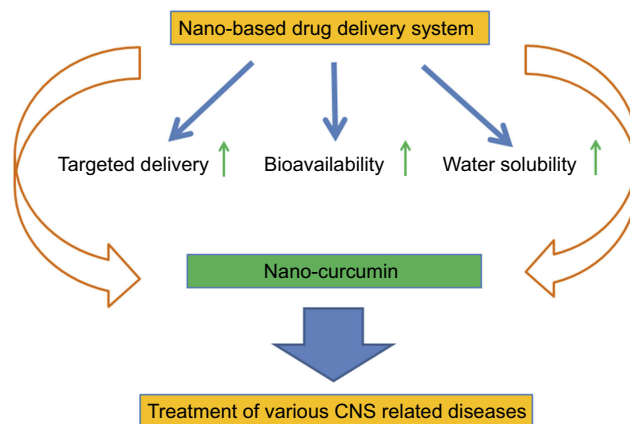 Nano-based drug delivery system
Targeted delivery
Bioavailability
Water solubility
Nano-curcumin
Treatment of various CNS related diseases